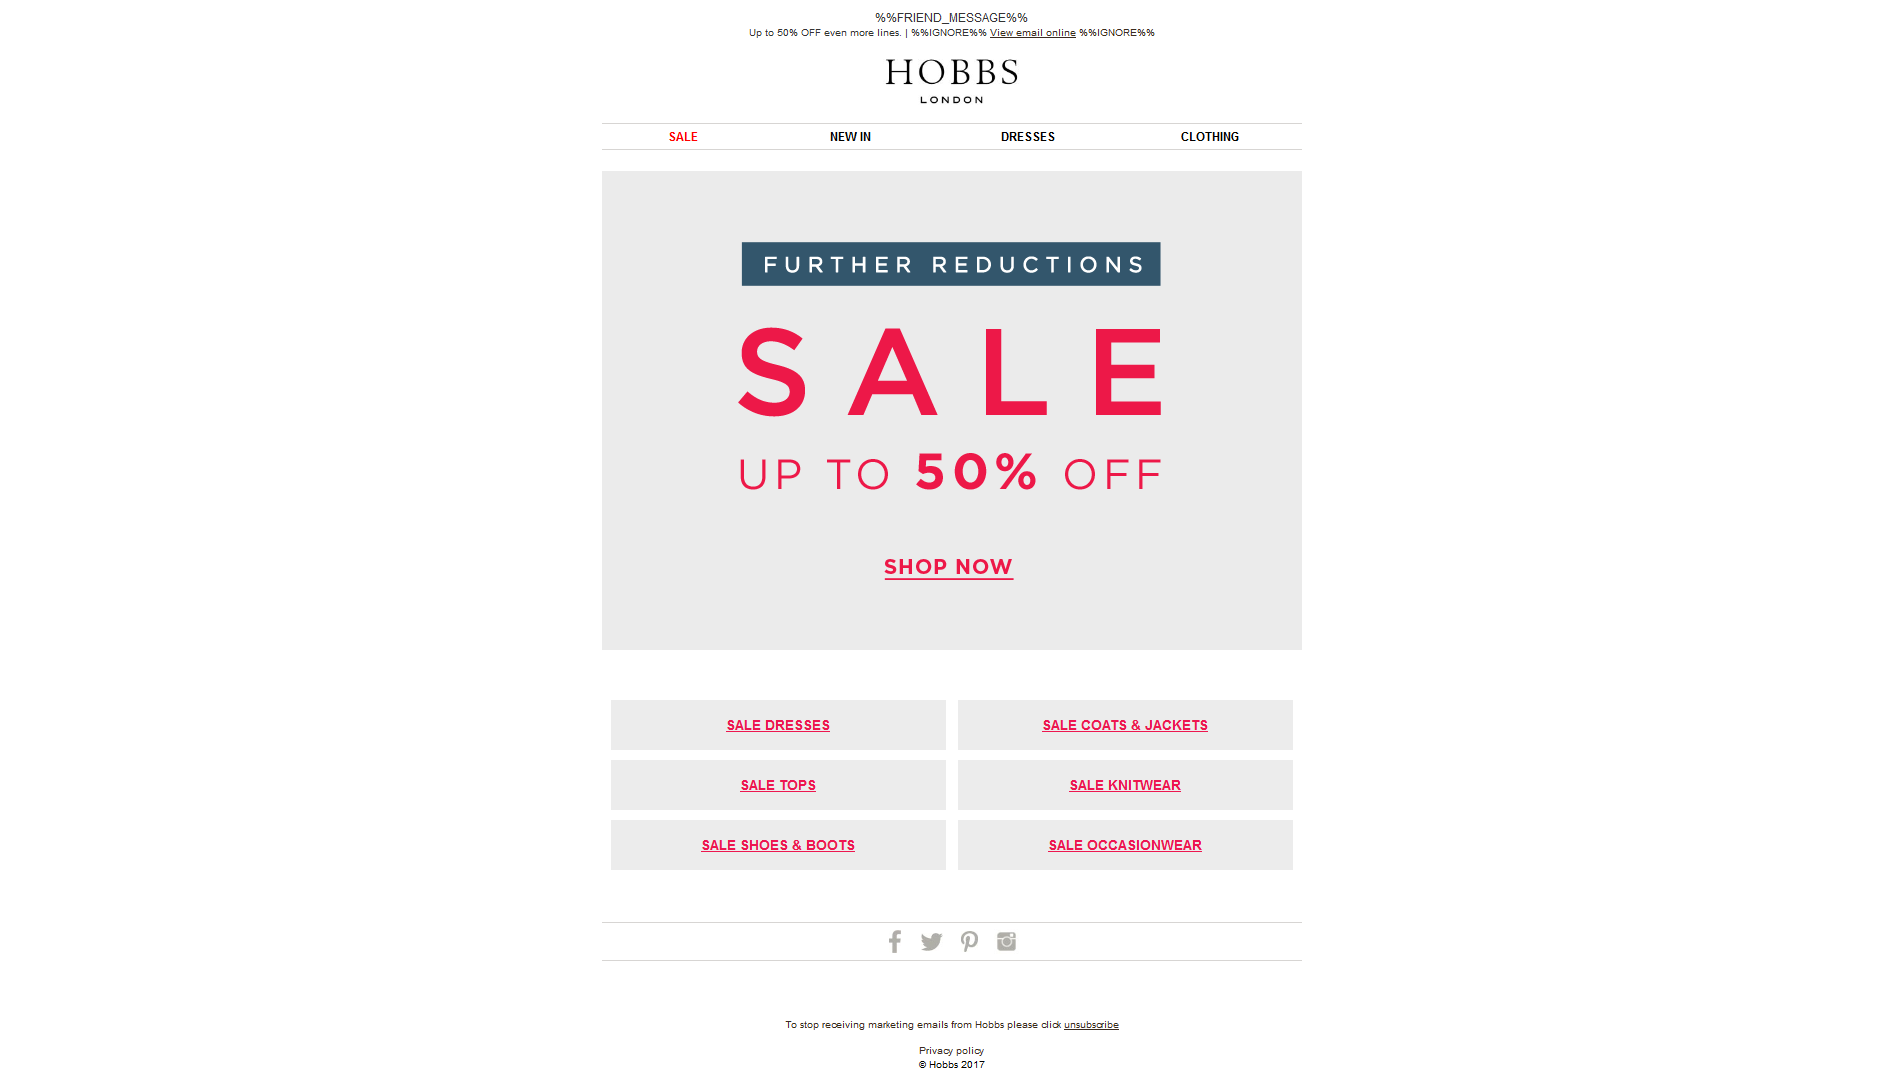 %%FRIEND_MESSAGE%%
Up to 50% OFF even more lines. | %%IGNORE%% View email online %%IGNORE%%
HOBBS
LONDON
SALE NEW IN DRESSES CLOTHING
FURTHER REDUCTIONS
SALE
UP TO 50% OFF
SHOP NOW
SALE DRESSES SALE COATS & JACKETS
SALE TOPS SALE KNITWEAR
SALE SHOES & BOOTS SALE OCCASIONWEAR
To stop receiving marketing emails from Hobbs please click unsubscribe
Privacy policy
© Hobbs 2017